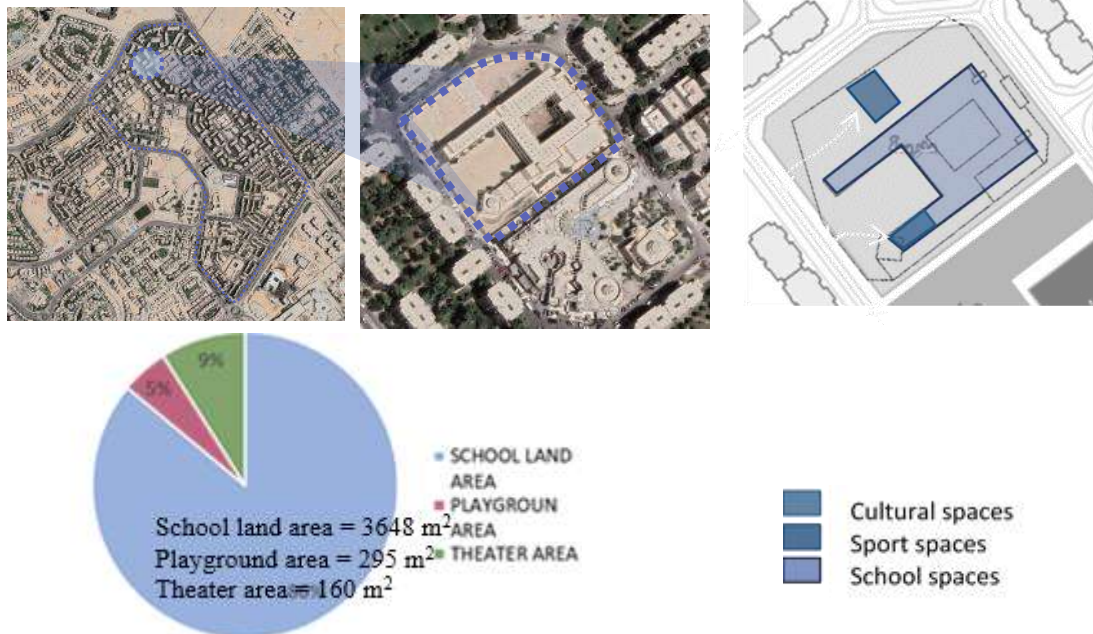 9%
5%
SCHOOL LAND
AREA
PLAYGROUN
AREA
THEATER AREA
School land area = 3648 m²
Playground area = 295 m²
Theater area = 160 m²
Cultural spaces
Sport spaces
School spaces